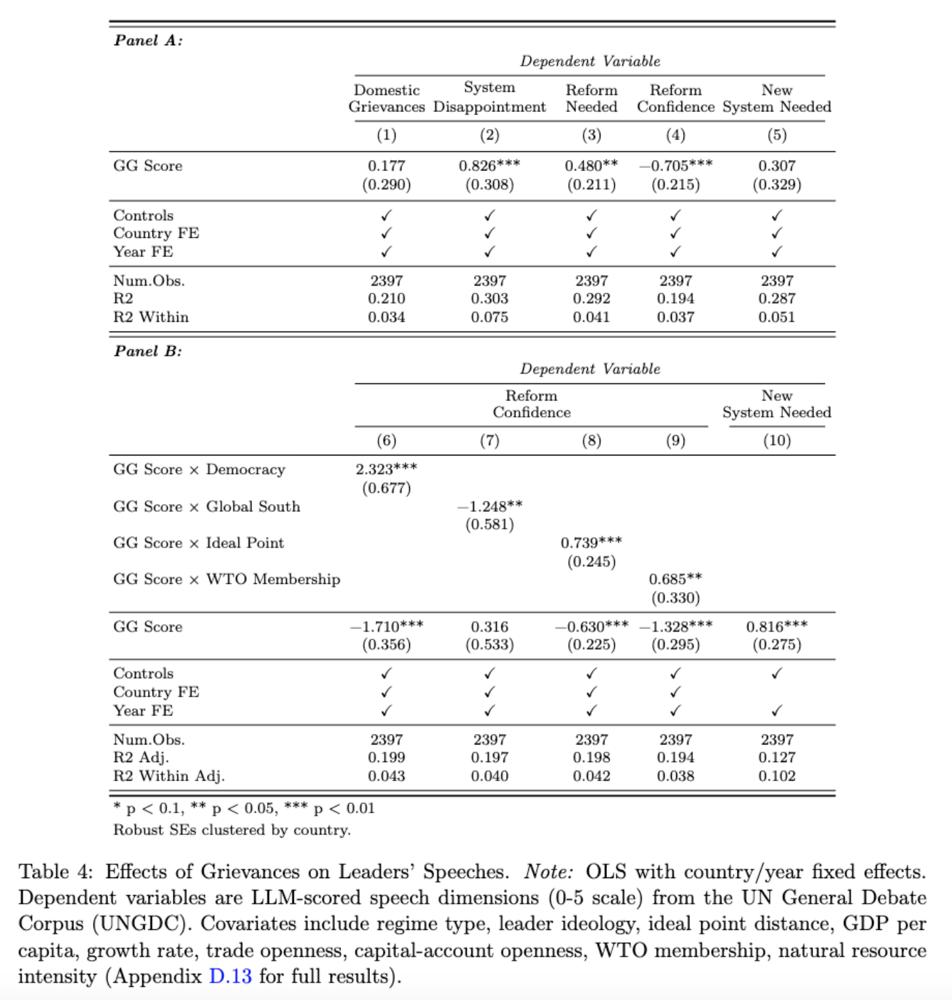 Panel A:
Dependent Variable
Domestic Grievances System Disappointment Reform Needed Reform Confidence New System Needed
(1) (2) (3) (4) (5)
GG Score 0.177 0.826*** 0.480** −0.705*** 0.307
(0.290) (0.308) (0.211) (0.215) (0.329)
Controls ✓ ✓ ✓ ✓ ✓
Country FE ✓ ✓ ✓ ✓ ✓
Year FE ✓ ✓ ✓ ✓ ✓
Num.Obs. 2397 2397 2397 2397 2397
R2 0.210 0.303 0.292 0.194 0.287
R2 Within 0.034 0.075 0.041 0.037 0.051
Panel B:
Dependent Variable
Reform Confidence New System Needed
(6) (7) (8) (9) (10)
GG Score × Democracy 2.323***
(0.677)
GG Score × Global South −1.248**
(0.581)
GG Score × Ideal Point 0.739***
(0.245)
GG Score × WTO Membership 0.685**
(0.330)
GG Score −1.710*** 0.316 −0.630*** −1.328*** 0.816***
(0.356) (0.533) (0.225) (0.295) (0.275)
Controls ✓ ✓ ✓ ✓ ✓
Country FE ✓ ✓ ✓ ✓
Year FE ✓ ✓ ✓ ✓ ✓
Num.Obs. 2397 2397 2397 2397 2397
R2 Adj. 0.199 0.197 0.198 0.194 0.127
R2 Within Adj. 0.043 0.040 0.042 0.038 0.102
* p < 0.1, ** p < 0.05, *** p < 0.01
Robust SEs clustered by country.
Table 4: Effects of Grievances on Leaders' Speeches. Note: OLS with country/year fixed effects.
Dependent variables are LLM-scored speech dimensions (0-5 scale) from the UN General Debate
Corpus (UNGDC). Covariates include regime type, leader ideology, ideal point distance, GDP per
capita, growth rate, trade openness, capital-account openness, WTO membership, natural resource
intensity (Appendix D.13 for full results).